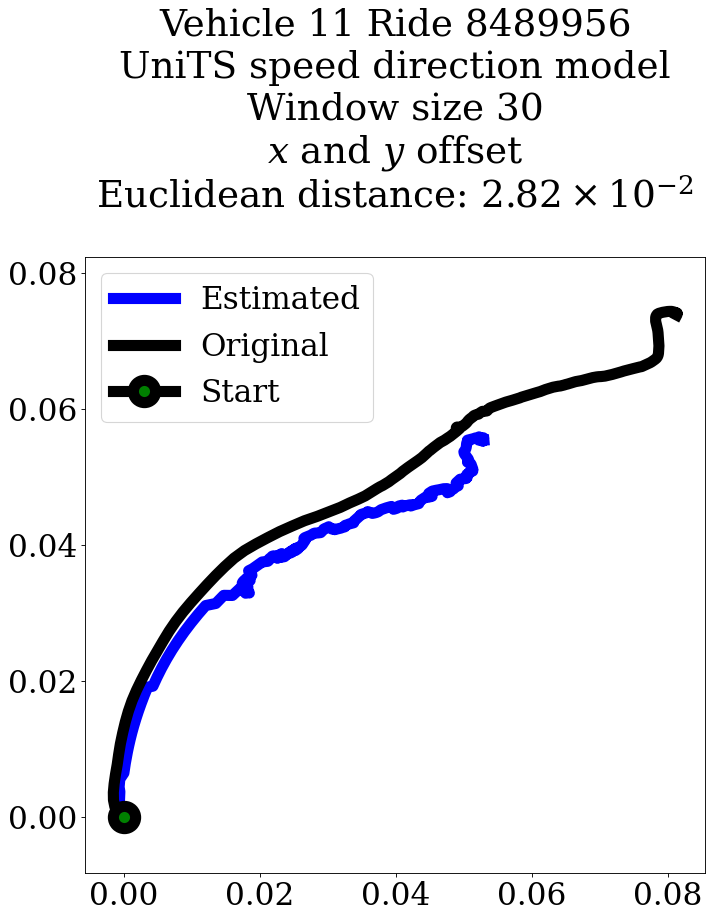 Vehicle 11 Ride 8489956
UniTS speed direction model
Window size 30
x and y offset
Euclidean distance: 2.82 × 10⁻²
0.08
0.06
0.04
0.02
0.00
Estimated
Original
Start
0.00 0.02 0.04 0.06 0.08